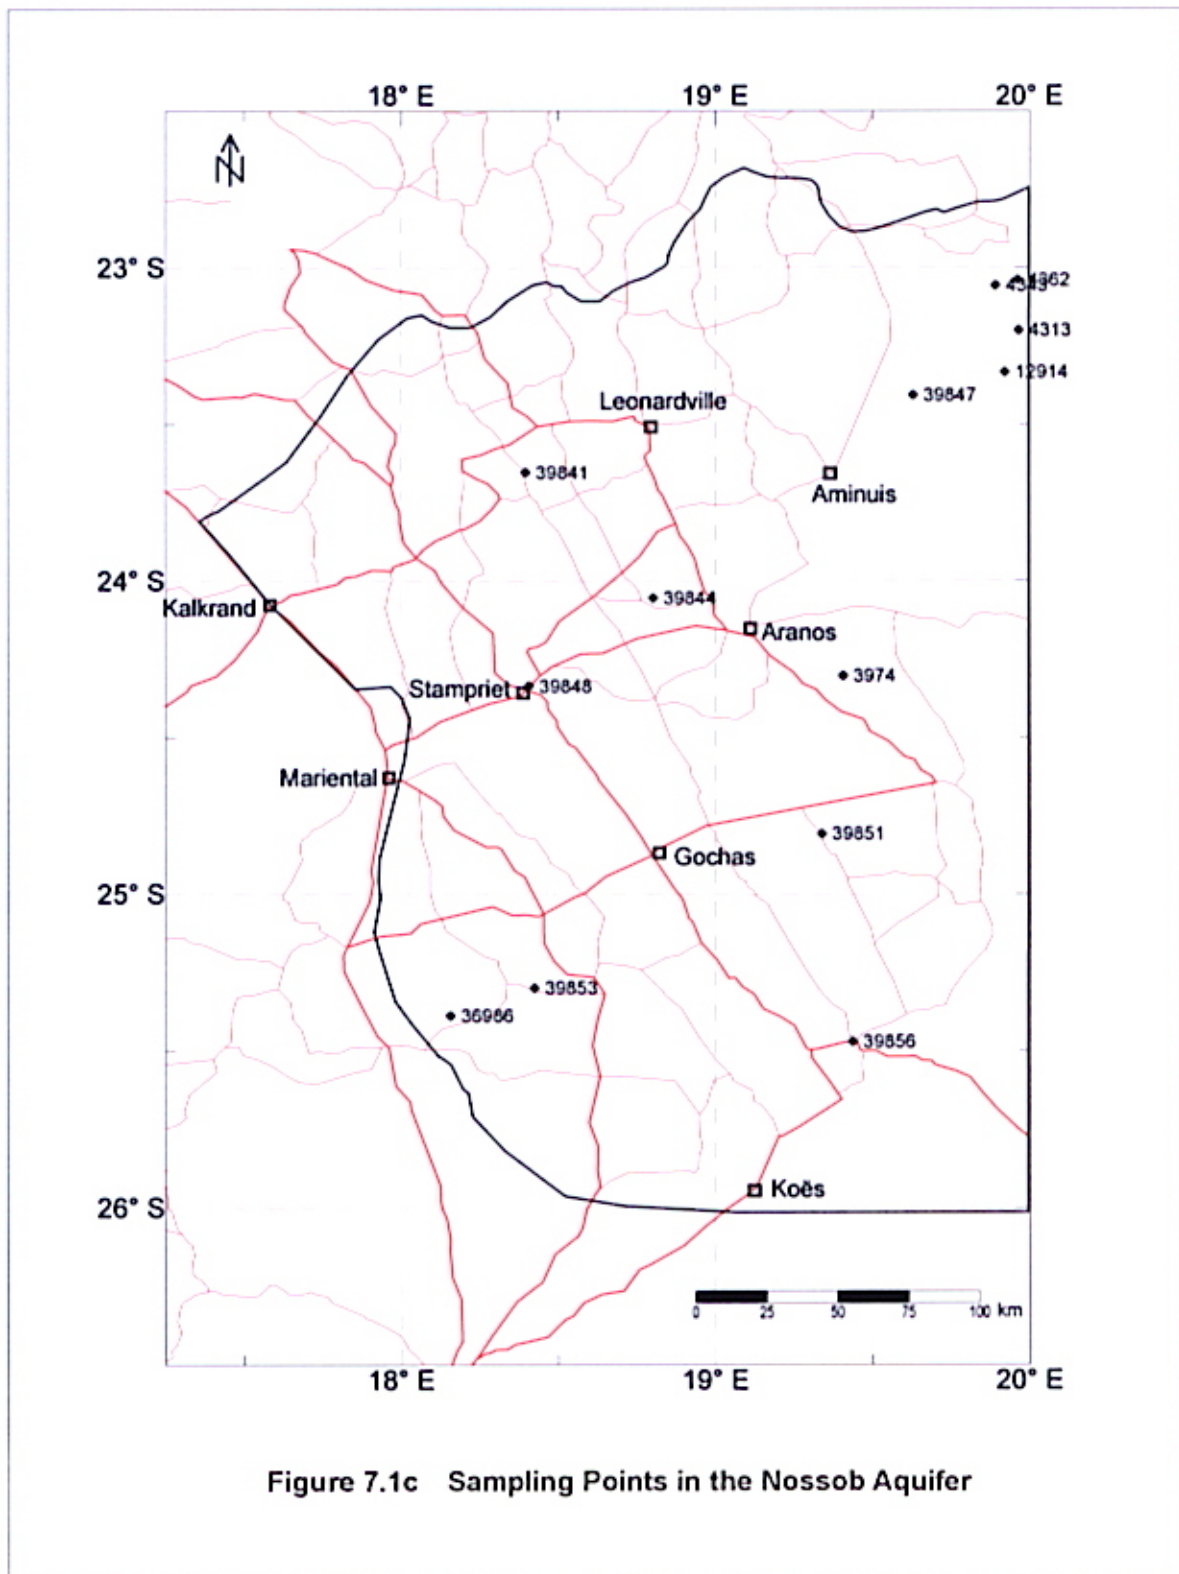 18° E 19° E 20° E
N
23° S
4362
4343
4313
12914
39847
Leonardville
39841
Aminuis
24° S
39844
Kalkrand
Aranos
3974
Stampriet 39848
Mariental
39851
Gochas
25° S
39853
36986
39856
Koës
26° S
0 25 50 75 100 km
18° E 19° E 20° E
Figure 7.1c Sampling Points in the Nossob Aquifer